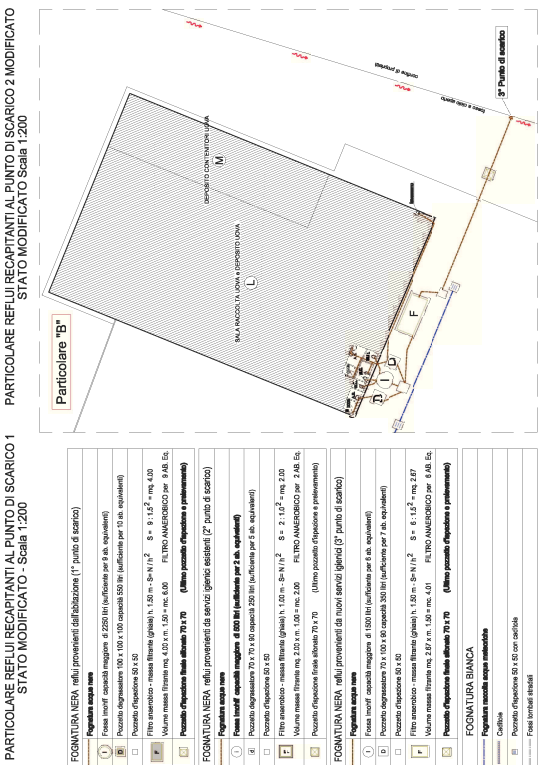 PARTICOLARE REFLUI RECAPITANTI AL PUNTO DI SCARICO 1
STATO MODIFICATO - Scala 1:200
FOGNATURA NERA reflui provenienti dall'abitazione (1° punto di scarico)
Fognatura acque nere
I
Fossa imhoff capacità maggiore di 2250 litri (sufficiente per 9 ab. equivalenti)
D
Pozzetto degrassatore 100 x 100 x 100 capacità 550 litri (sufficiente per 10 ab. equivalenti)
Pozzetto d'ispezione 50 x 50
F
Filtro anaerobico - massa filtrante (ghiaia) h. 1.50 m - S= N / h² S = 9 : 1.5² = mq. 4.00
Volume massa filtrante mq. 4.00 x m. 1.50 = mc. 6.00 FILTRO ANAEROBICO per 9 AB. Eq.
Pozzetto d'ispezione finale sifonato 70 x 70 (Ultimo pozzetto d'ispezione e prelevamento)
FOGNATURA NERA reflui provenienti da servizi igienici esistenti (2° punto di scarico)
Fognatura acque nere
I
Fossa imhoff capacità maggiore di 500 litri (sufficiente per 2 ab. equivalenti)
d
Pozzetto degrassatore 70 x 70 x 90 capacità 250 litri (sufficiente per 5 ab. equivalenti)
Pozzetto d'ispezione 50 x 50
F
Filtro anaerobico - massa filtrante (ghiaia) h. 1.00 m - S= N / h² S = 2 : 1.0² = mq. 2.00
Volume massa filtrante mq. 2.00 x m. 1.00 = mc. 2.00 FILTRO ANAEROBICO per 2 AB. Eq.
Pozzetto d'ispezione finale sifonato 70 x 70 (Ultimo pozzetto d'ispezione e prelevamento)
FOGNATURA NERA reflui provenienti da nuovi servizi igienici (3° punto di scarico)
Fognatura acque nere
I
Fossa imhoff capacità maggiore di 1500 litri (sufficiente per 6 ab. equivalenti)
D
Pozzetto degrassatore 70 x 100 x 90 capacità 350 litri (sufficiente per 7 ab. equivalenti)
Pozzetto d'ispezione 50 x 50
F
Filtro anaerobico - massa filtrante (ghiaia) h. 1.50 m - S= N / h² S = 6 : 1.5² = mq. 2.67
Volume massa filtrante mq. 2.67 x m. 1.50 = mc. 4.01 FILTRO ANAEROBICO per 6 AB. Eq.
Pozzetto d'ispezione finale sifonato 70 x 70 (Ultimo pozzetto d'ispezione e prelevamento)
FOGNATURA BIANCA
Fognatura raccolta acque meteoriche
Caditoie
Pozzetto d'ispezione 50 x 50 con caditoia
Fossi tombati stradali
PARTICOLARE REFLUI RECAPITANTI AL PUNTO DI SCARICO 2 MODIFICATO
STATO MODIFICATO Scala 1:200
Particolare "B"
DEPOSITO CONTENITORI UOVA
M
SALA RACCOLTA UOVA e DEPOSITO UOVA
L
confine di proprietà
fosso a cielo aperto
3° Punto di scarico
F
D
I
D